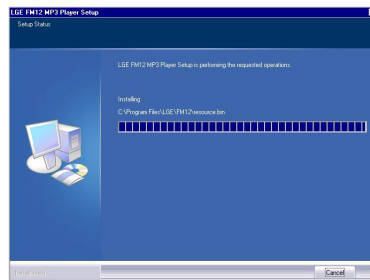 LGE FM12 MP3 Player Setup
Setup Status
LGE FM12 MP3 Player Setup is performing the requested operations.
Installing
C:\Program Files\LGE\FM12\resource.bin
Cancel